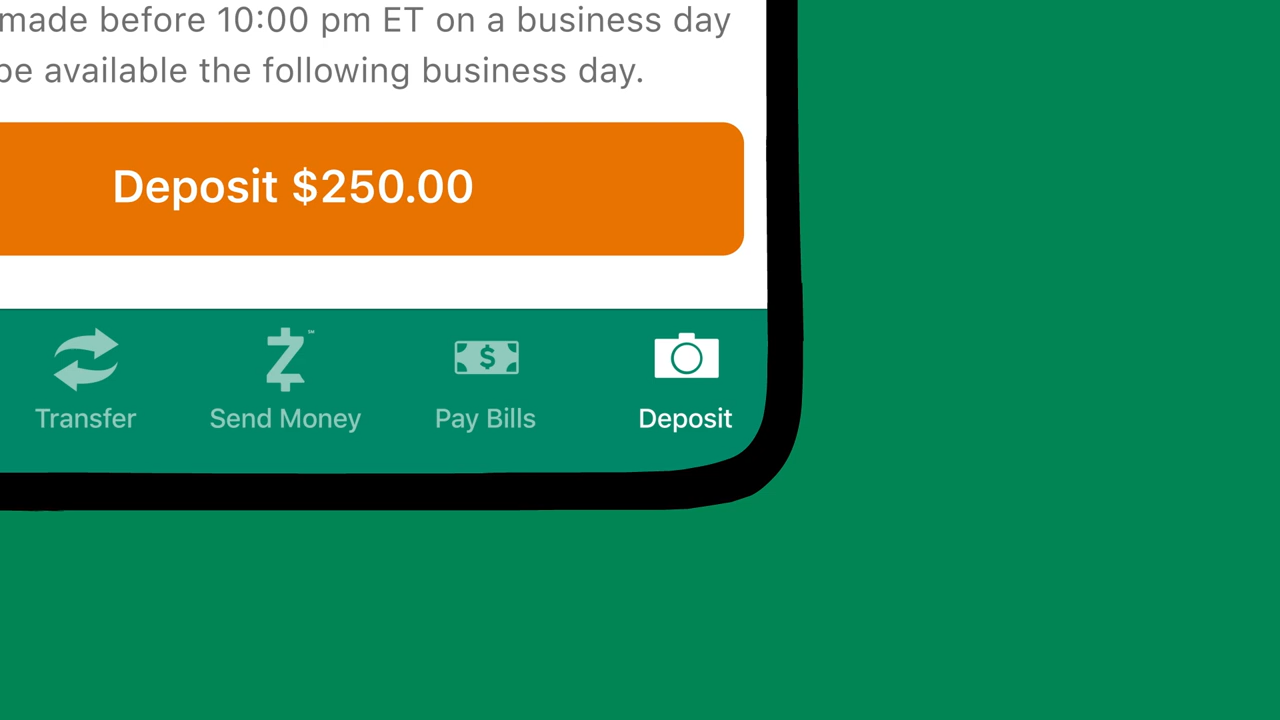 made before 10:00 pm ET on a business day
be available the following business day.
Deposit $250.00
Transfer Send Money Pay Bills Deposit